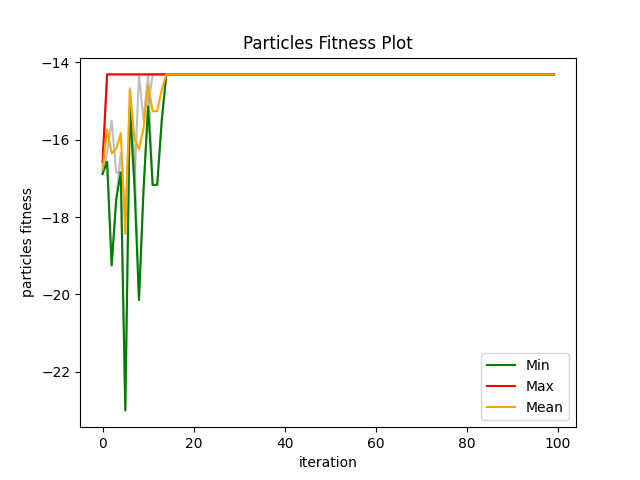 Particles Fitness Plot
−14
−16
−18
−20
−22
particles fitness
0 20 40 60 80 100
iteration
Min
Max
Mean